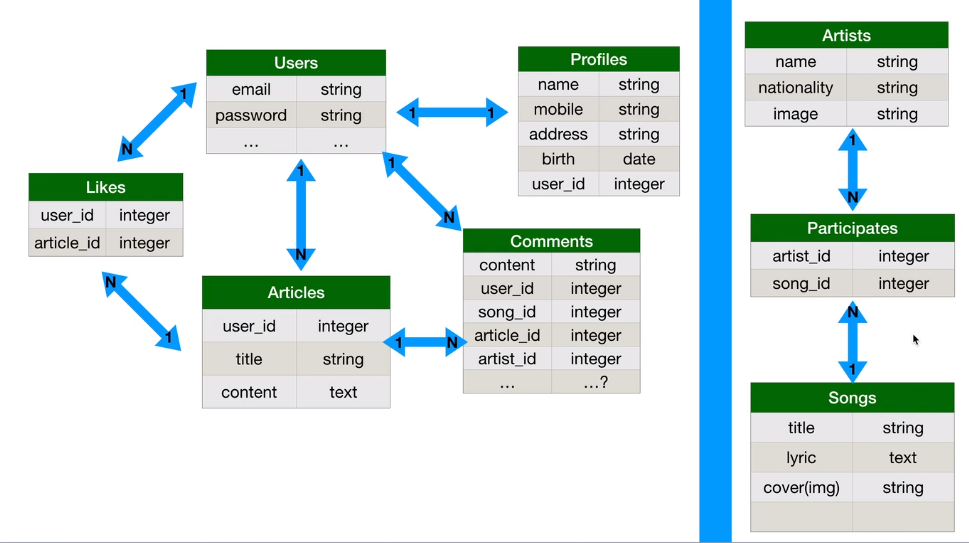 Users
email string
password string
... ...
Profiles
name string
mobile string
address string
birth date
user_id integer
1
N
1 1
Likes
user_id integer
article_id integer
1
N
1
N
N
1
Articles
user_id integer
title string
content text
1 N
Comments
content string
user_id integer
song_id integer
article_id integer
artist_id integer
... ...?
Artists
name string
nationality string
image string
1
N
Participates
artist_id integer
song_id integer
N
1
Songs
title string
lyric text
cover(img) string